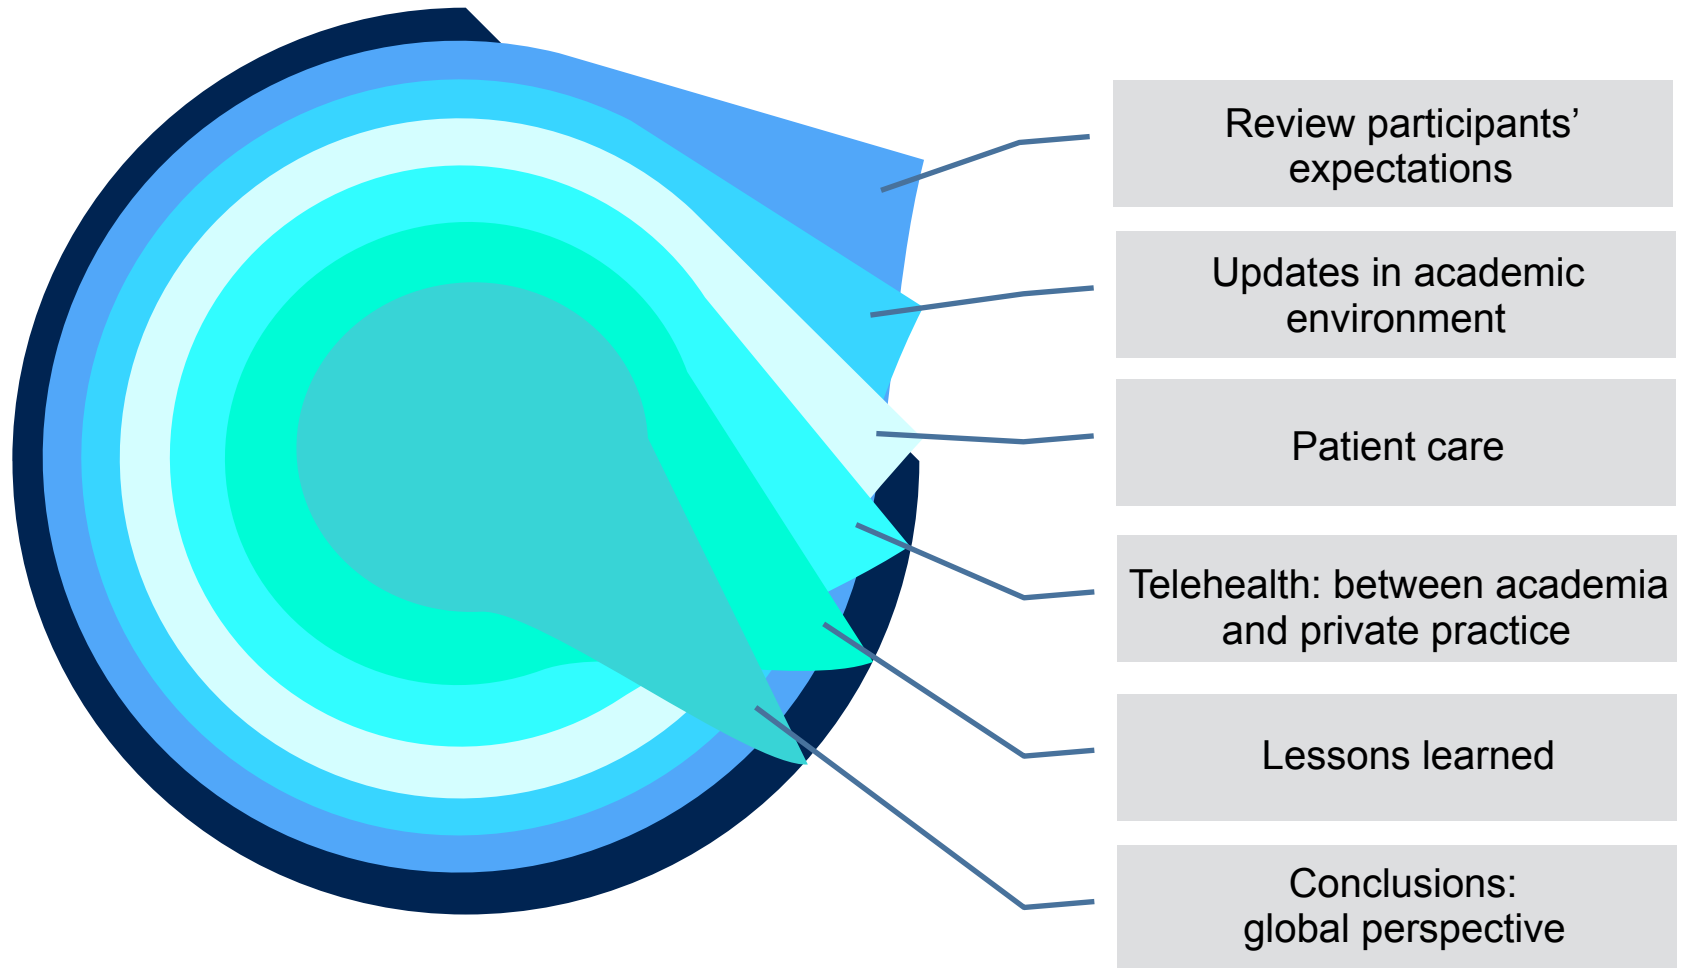 Review participants’
expectations
Updates in academic
environment
Patient care
Telehealth: between academia
and private practice
Lessons learned
Conclusions:
global perspective